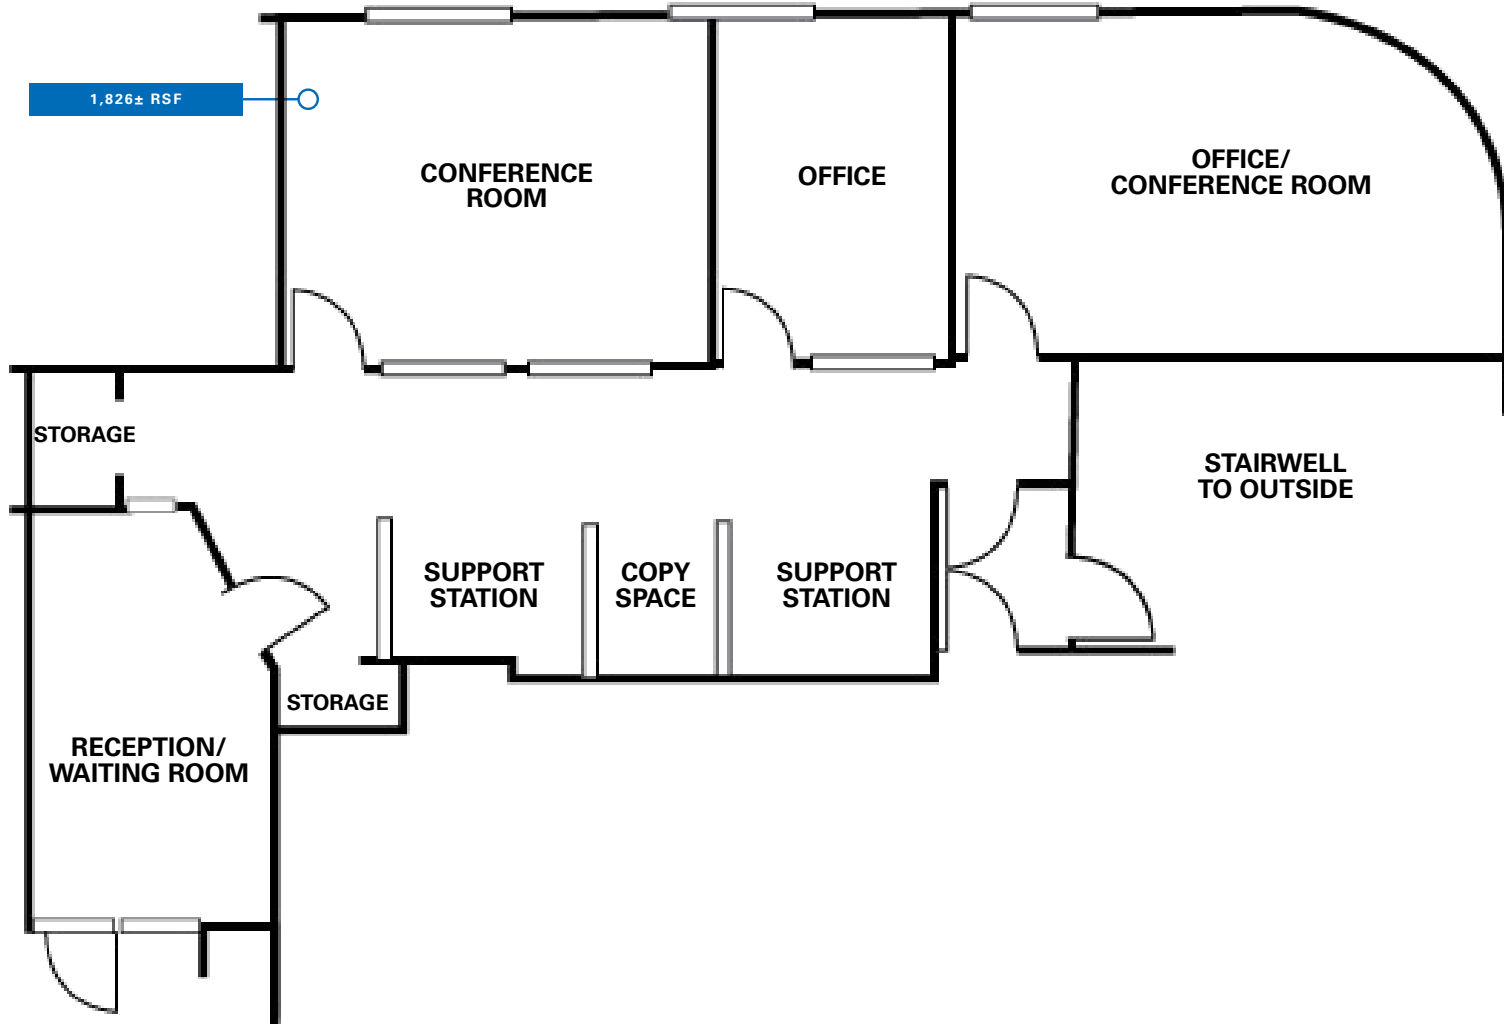 1,826± RSF
CONFERENCE
ROOM
OFFICE
OFFICE/
CONFERENCE ROOM
STORAGE
STAIRWELL
TO OUTSIDE
SUPPORT
STATION
COPY
SPACE
SUPPORT
STATION
STORAGE
RECEPTION/
WAITING ROOM